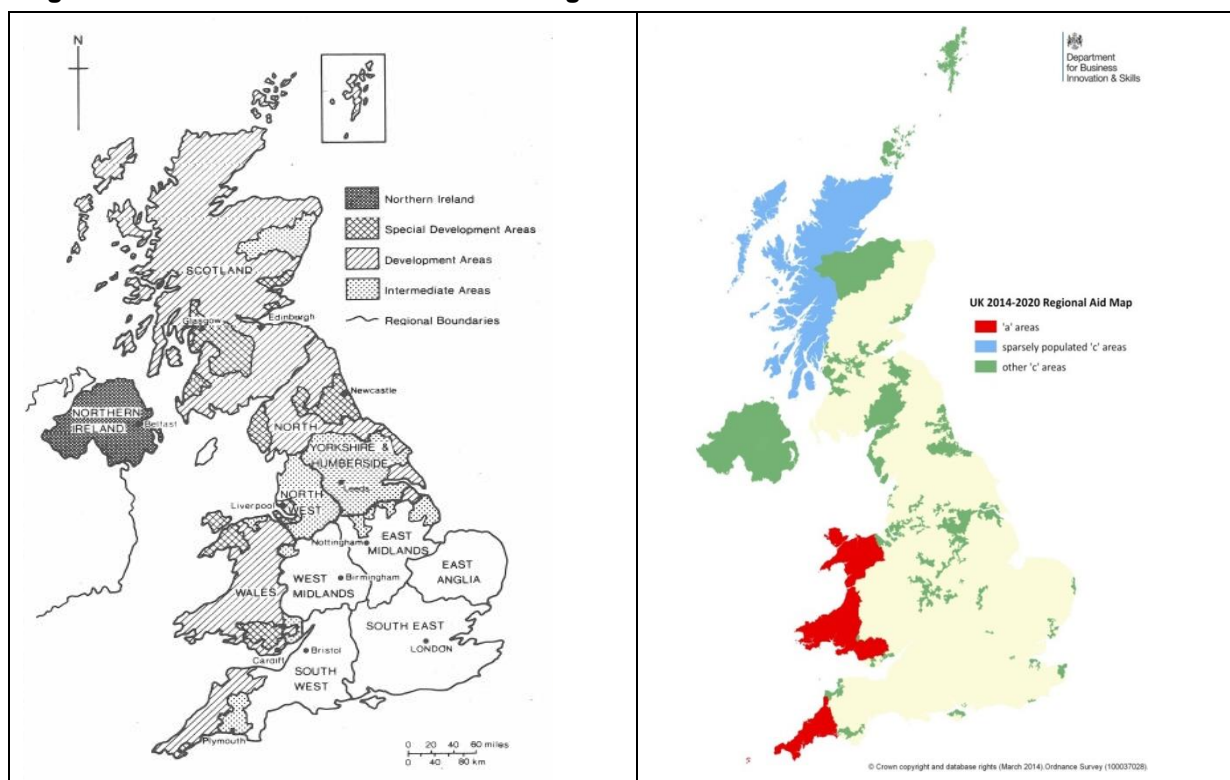 N
Northern Ireland
Special Development Areas
Development Areas
Intermediate Areas
Regional Boundaries
SCOTLAND
Glasgow
Edinburgh
Newcastle
NORTHERN
IRELAND
Belfast
NORTH
YORKSHIRE &
HUMBERSIDE
Leeds
NORTH
WEST
Liverpool
Nottingham
EAST
MIDLANDS
EAST
ANGLIA
WEST
MIDLANDS
Birmingham
WALES
SOUTH EAST
LONDON
Cardiff
Bristol
SOUTH
WEST
Plymouth
0 20 40 60 miles
0 40 80 km
Department
for Business
Innovation & Skills
UK 2014-2020 Regional Aid Map
'a' areas
sparsely populated 'c' areas
other 'c' areas
© Crown copyright and database rights (March 2014).Ordnance Survey (100037028).